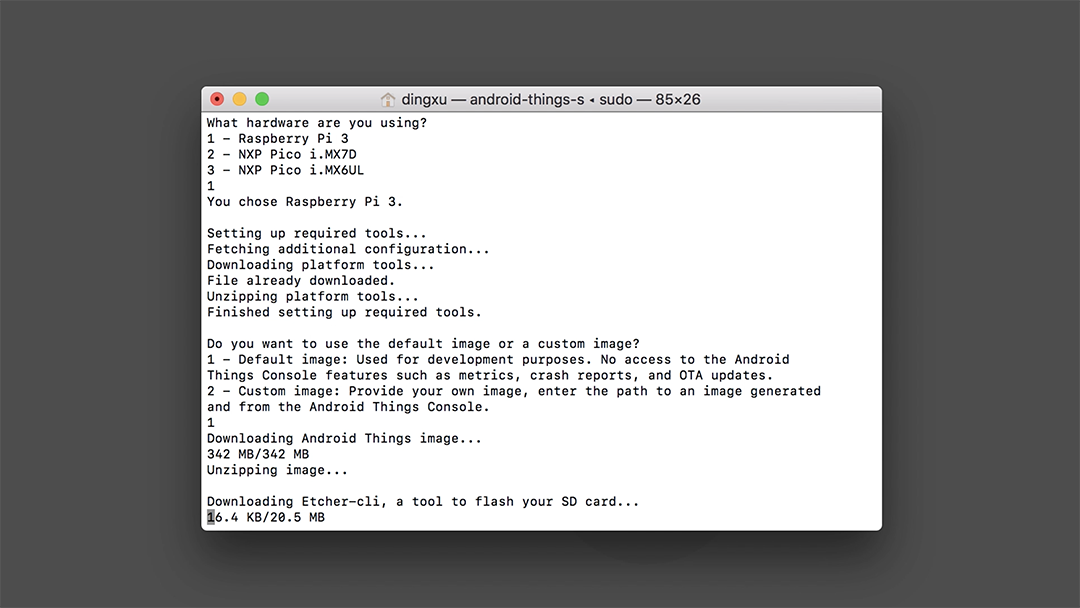 dingxu — android-things-s ◂ sudo — 85×26
What hardware are you using?
1 - Raspberry Pi 3
2 - NXP Pico i.MX7D
3 - NXP Pico i.MX6UL
1
You chose Raspberry Pi 3.
Setting up required tools...
Fetching additional configuration...
Downloading platform tools...
File already downloaded.
Unzipping platform tools...
Finished setting up required tools.
Do you want to use the default image or a custom image?
1 - Default image: Used for development purposes. No access to the Android
Things Console features such as metrics, crash reports, and OTA updates.
2 - Custom image: Provide your own image, enter the path to an image generated
and from the Android Things Console.
1
Downloading Android Things image...
342 MB/342 MB
Unzipping image...
Downloading Etcher-cli, a tool to flash your SD card...
16.4 KB/20.5 MB